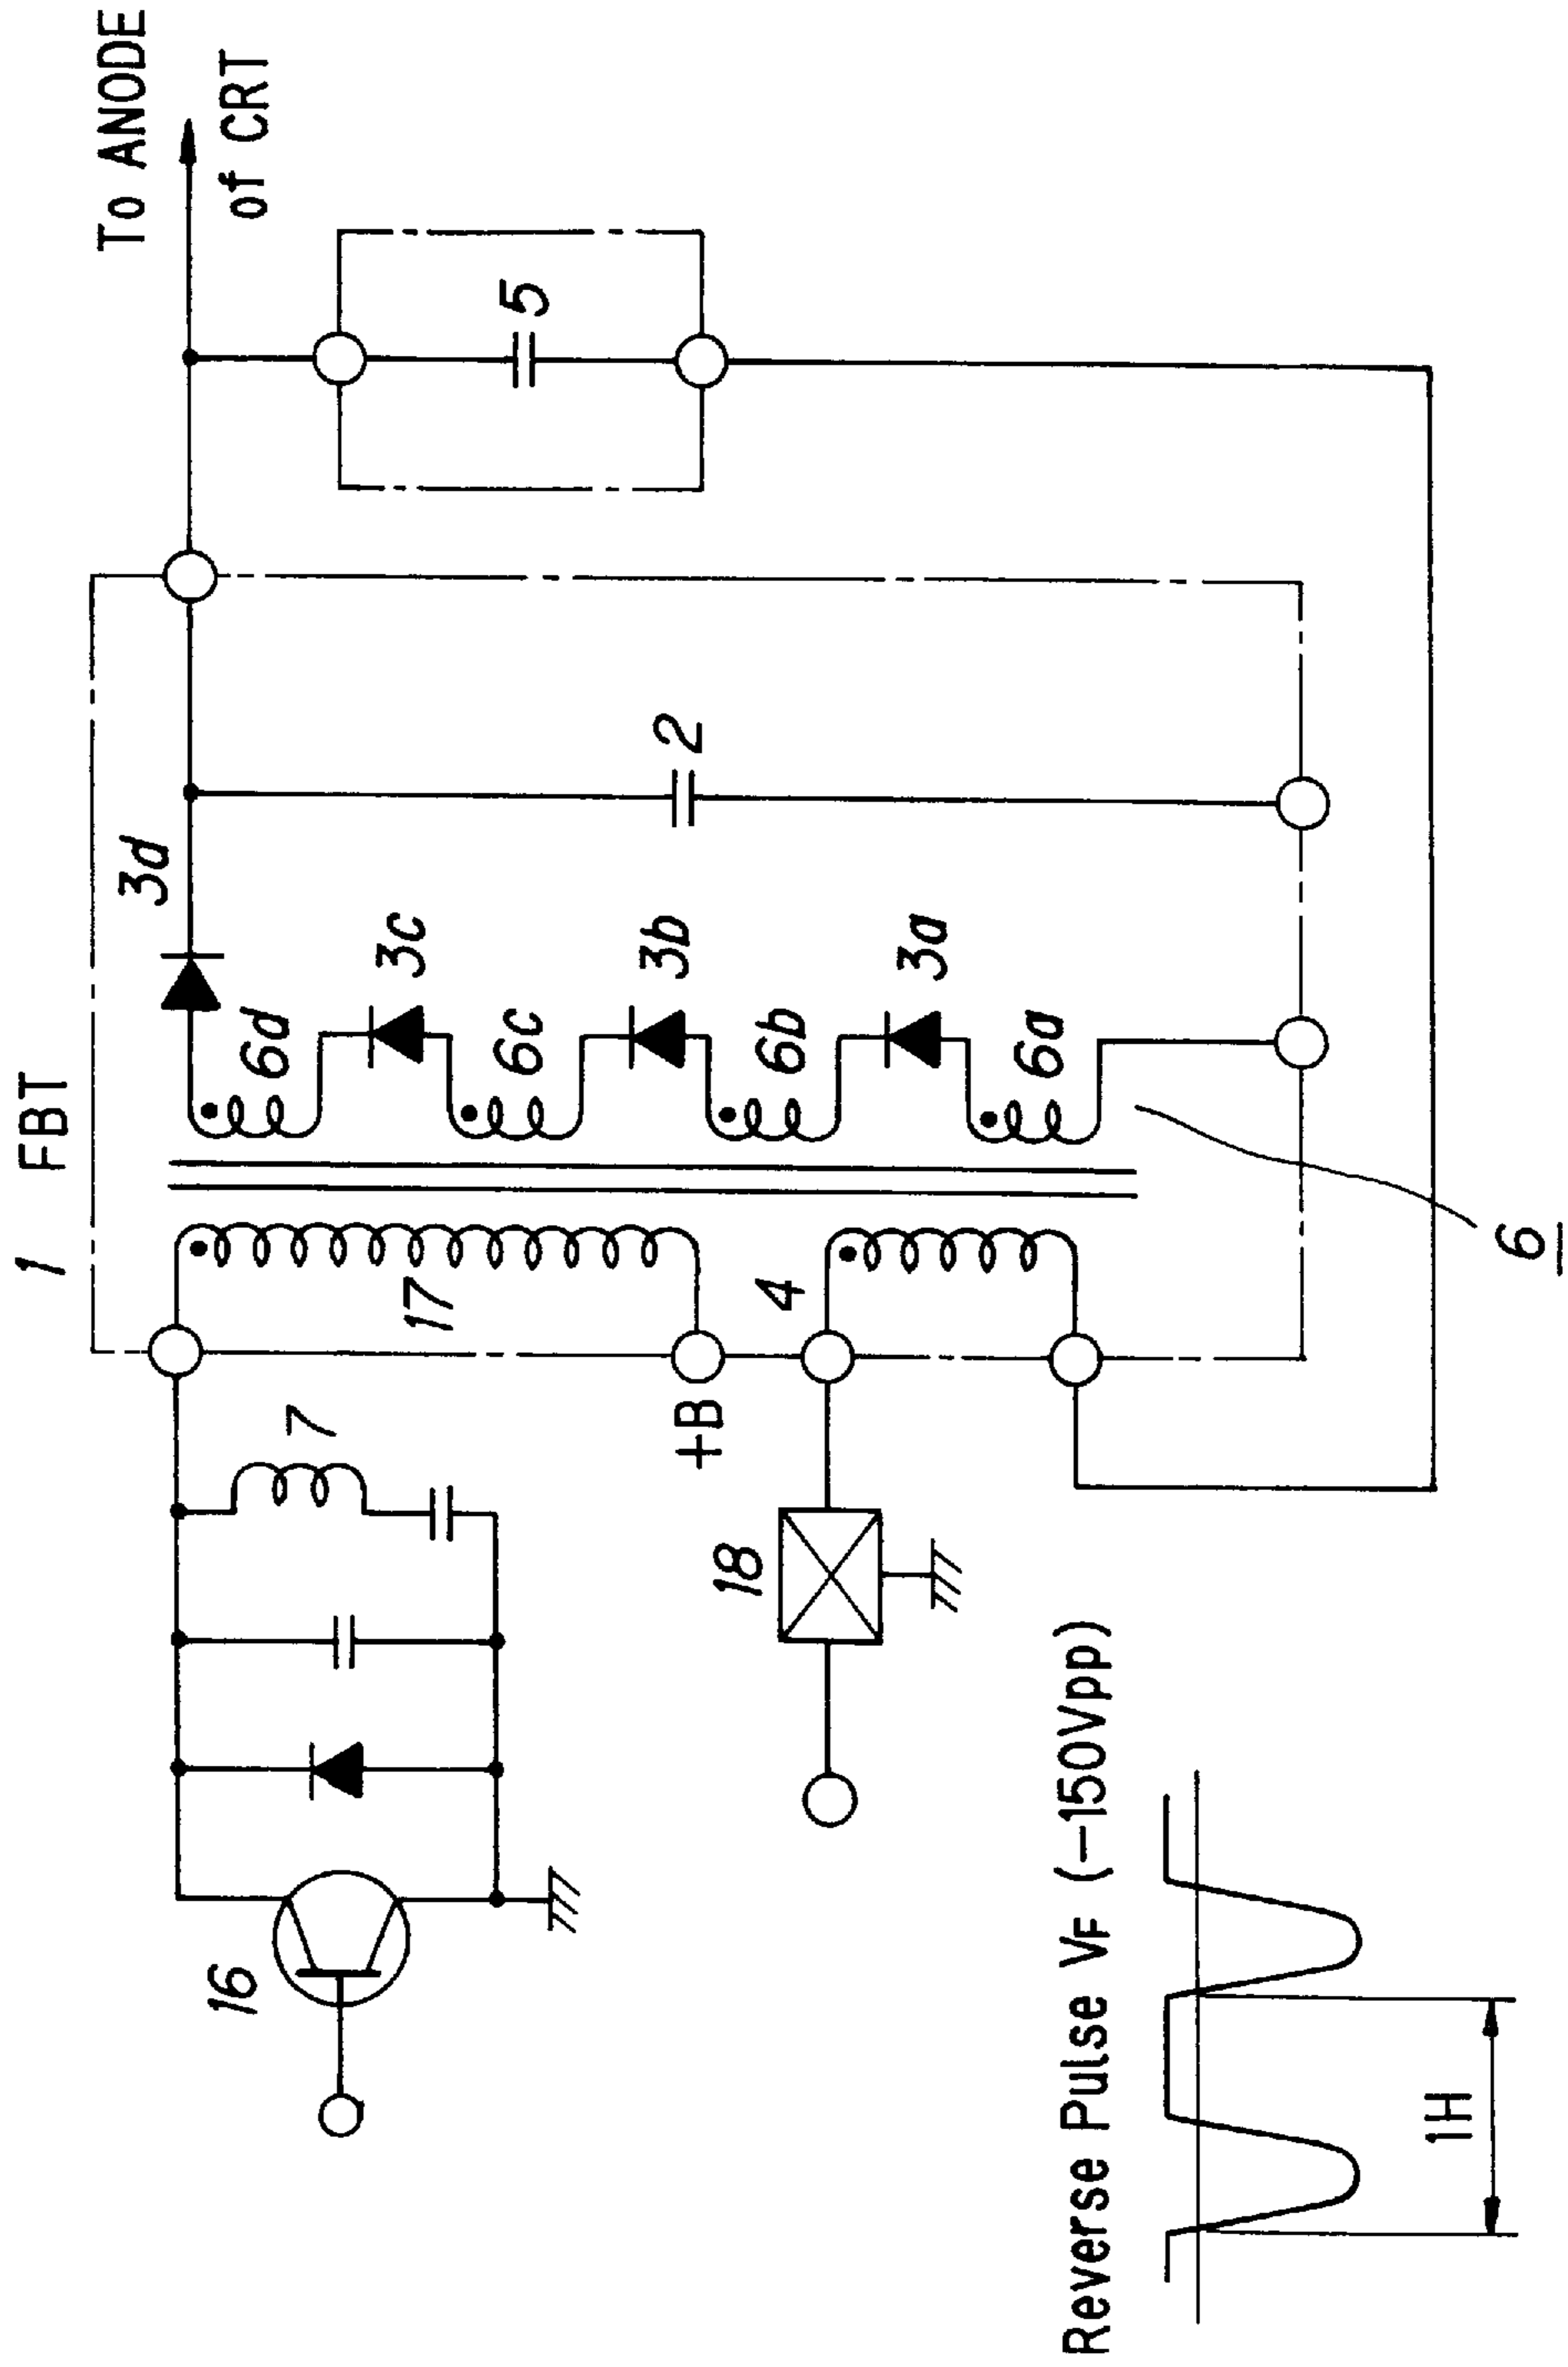 1 FBT
To ANODE
of CRT
3d
6d
3c
17
6c
2
5
7
3b
+B
6b
4
3a
6a
16
18
6
Reverse Pulse VF (−150Vpp)
1H